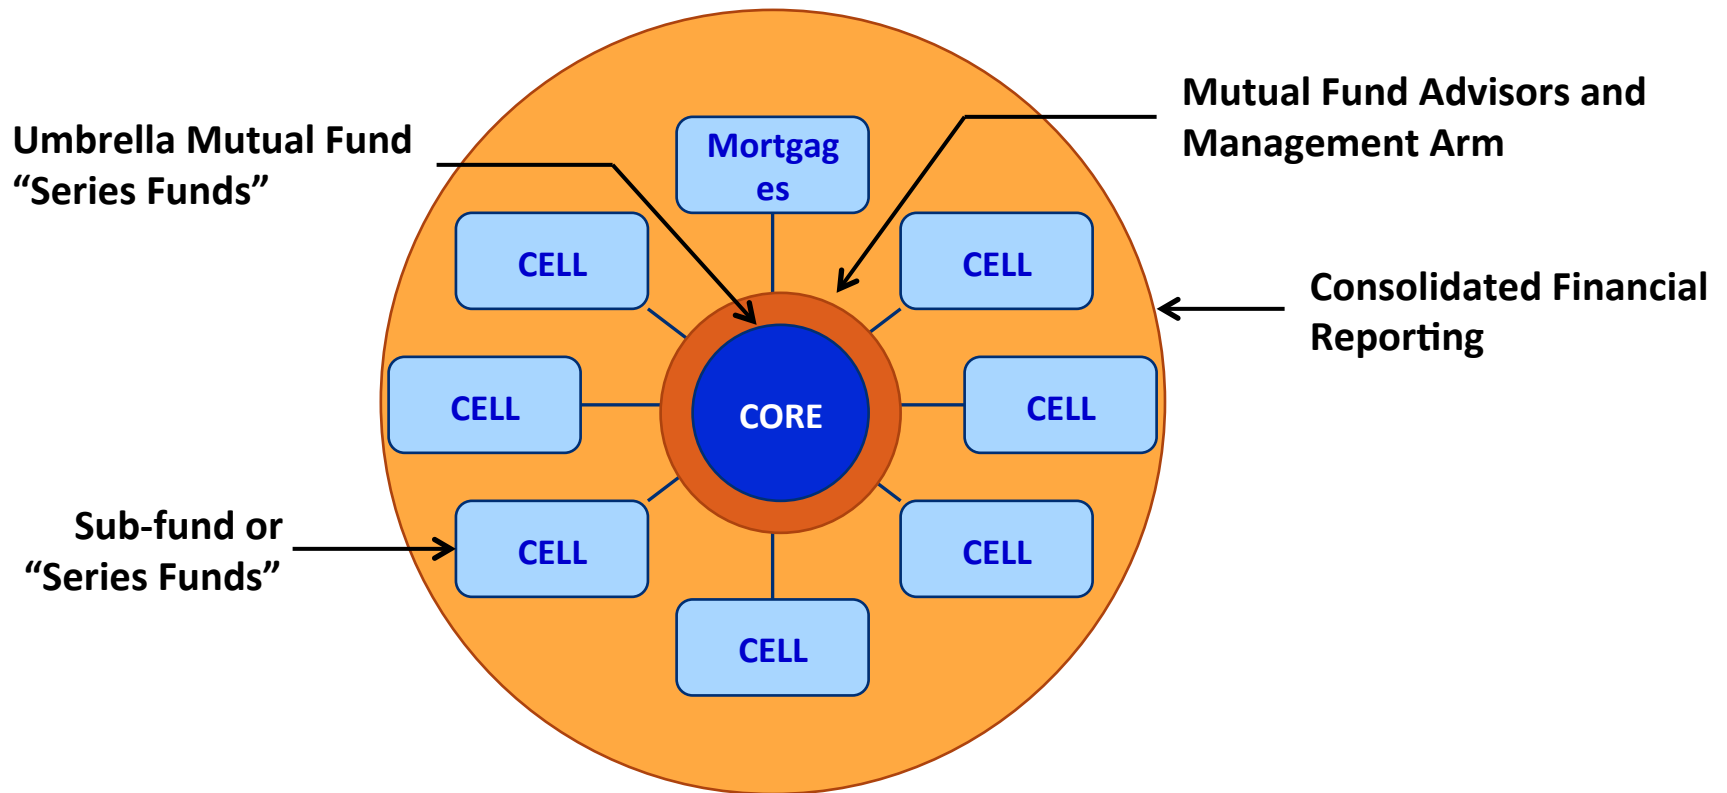 Mutual Fund Advisors and
Management Arm
Umbrella Mutual Fund
“Series Funds”
Mortgag
es
CELL
CELL
Consolidated Financial
Reporting
CELL
CORE
CELL
Sub-fund or
“Series Funds”
CELL
CELL
CELL